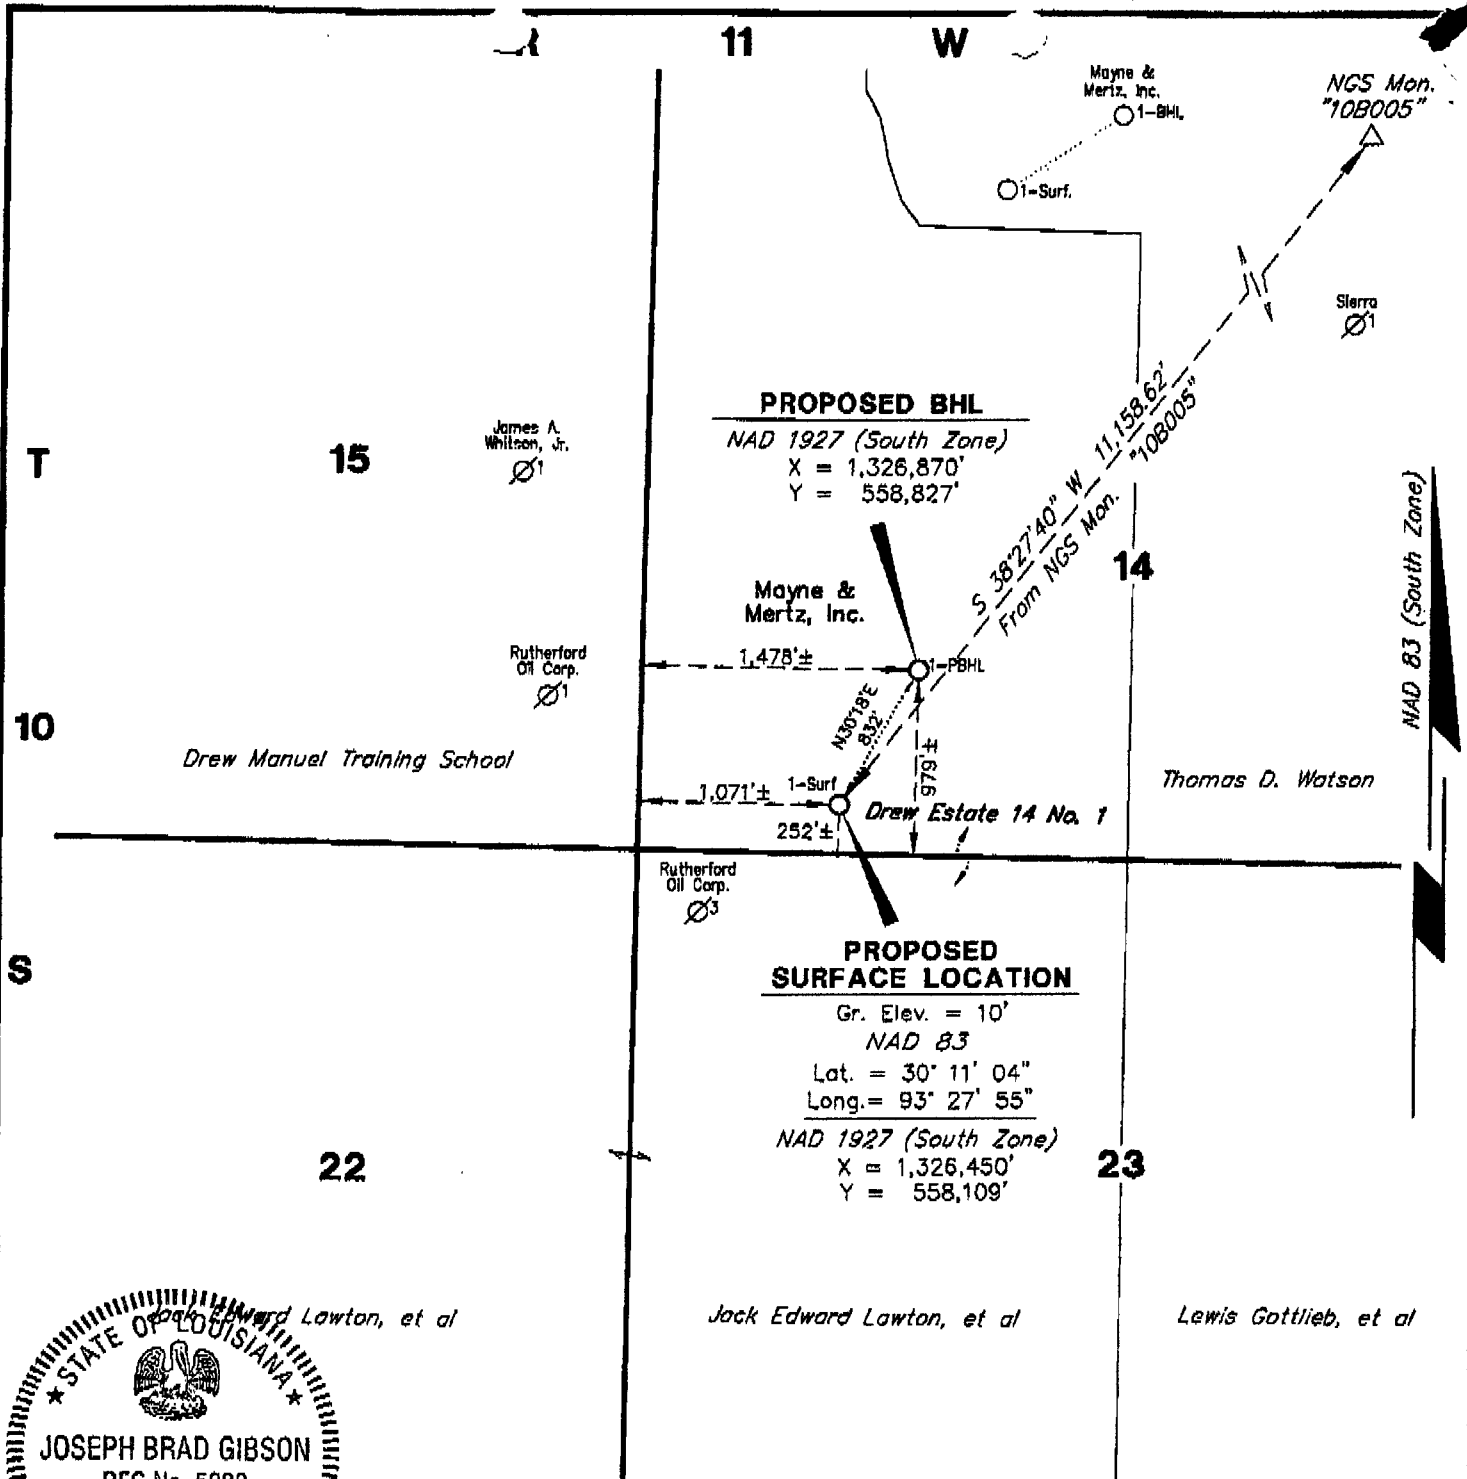 11 W
Mayne &
Mertz, Inc.
1-BHL
1-Surf.
NGS Mon.
"10B005"
Sierra
1
PROPOSED BHL
NAD 1927 (South Zone)
X = 1,326,870'
Y = 558,827'
James A.
Whitson, Jr.
1
T
15
S 38°27'40" W 11,158.62'
From NGS Mon. "10B005"
14
NAD 83 (South Zone)
Mayne &
Mertz, Inc.
1,478'±
1-PBHL
Rutherford
Oil Corp.
1
N30°18'E
832'
979'±
10
Drew Manuel Training School
Thomas D. Watson
1,071'±
1-Surf
Drew Estate 14 No. 1
252'±
Rutherford
Oil Corp.
3
S
PROPOSED
SURFACE LOCATION
Gr. Elev. = 10'
NAD 83
Lat. = 30° 11' 04"
Long.= 93° 27' 55"
NAD 1927 (South Zone)
X = 1,326,450'
Y = 558,109'
22
23
Jack Edward Lawton, et al
Jack Edward Lawton, et al
Lewis Gottlieb, et al
★ STATE OF LOUISIANA ★
JOSEPH BRAD GIBSON